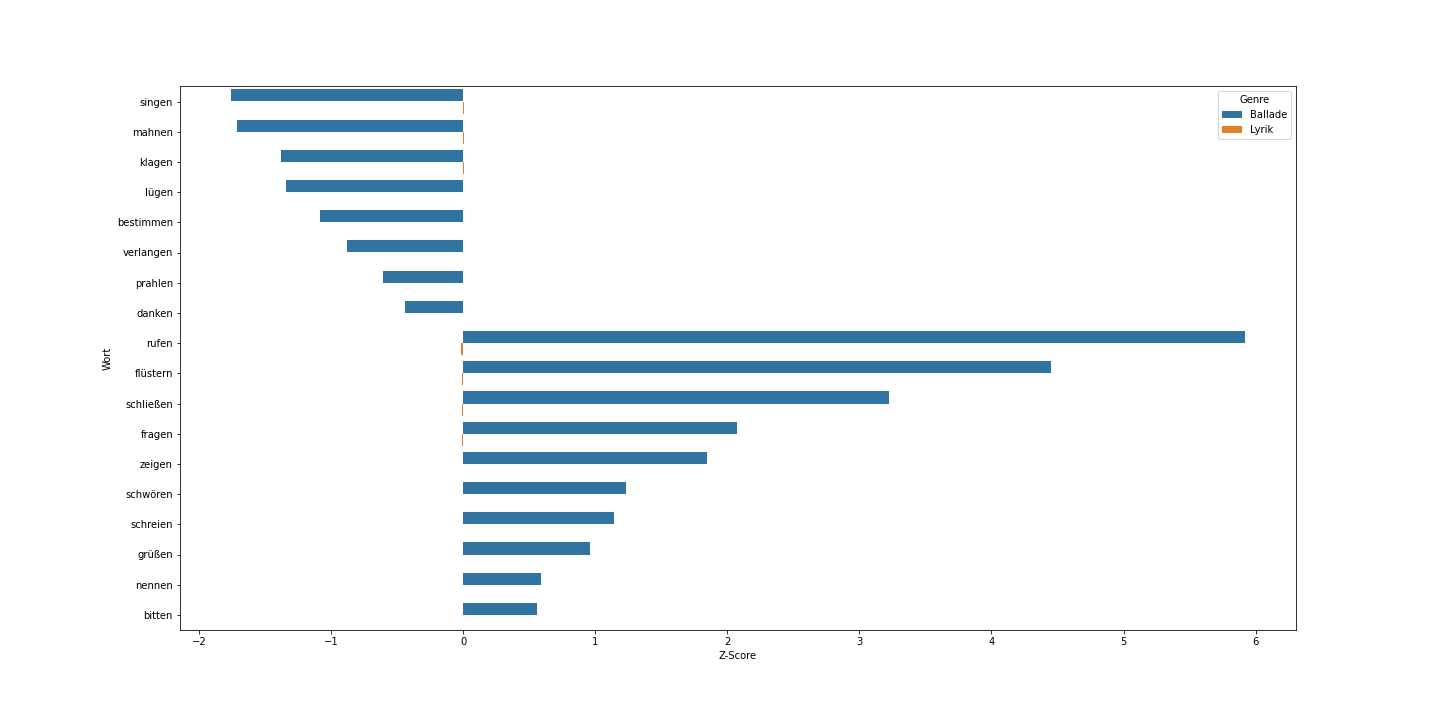 Genre
Ballade
Lyrik
Wort
singen
mahnen
klagen
lügen
bestimmen
verlangen
prahlen
danken
rufen
flüstern
schließen
fragen
zeigen
schwören
schreien
grüßen
nennen
bitten
−2 −1 0 1 2 3 4 5 6
Z-Score